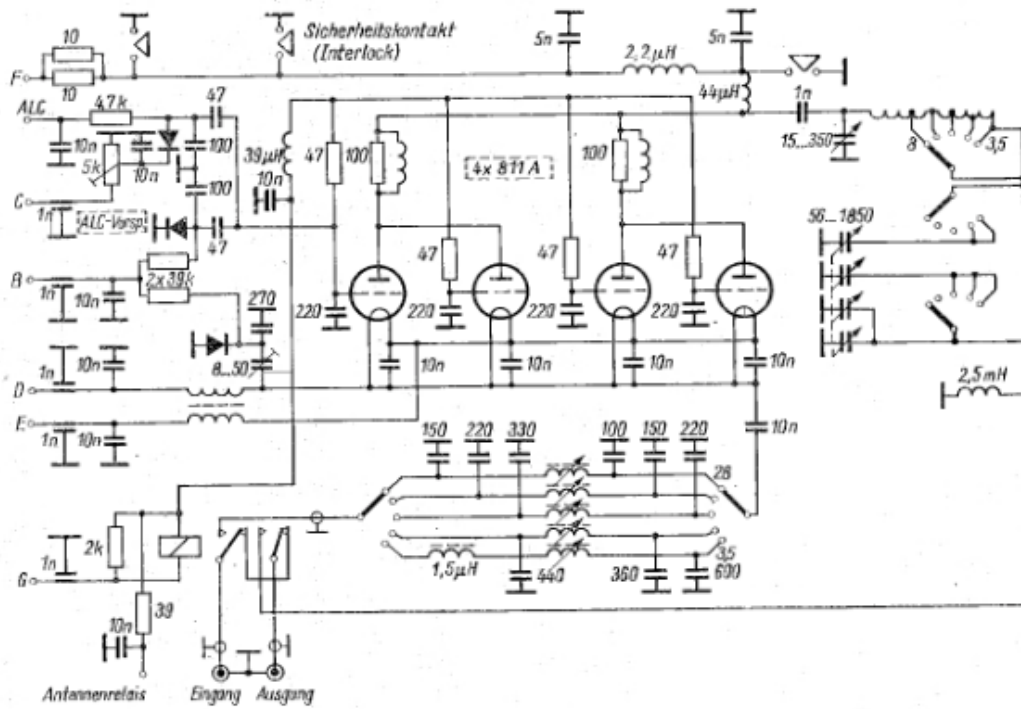 10
Sicherheitskontakt
(Interlock)
5n
5n
2,2µH
F
10
44µH
1n
ALC
4,7k
47
15...350
8
3,5
10n
5k
10n
100
39µH
47
100
4x 811A
100
10n
C
100
1n
ALC-Vorsp.
47
56...1850
47
47
47
B
2x39k
1n
10n
270
220
220
220
220
10n
10n
10n
10n
1n
10n
8...50
D
2,5mH
E
1n
10n
150
220
330
100
150
220
10n
28
2k
1n
G
1,5µH
440
360
3,5
600
39
10n
Antennenrelais
Eingang
Ausgang